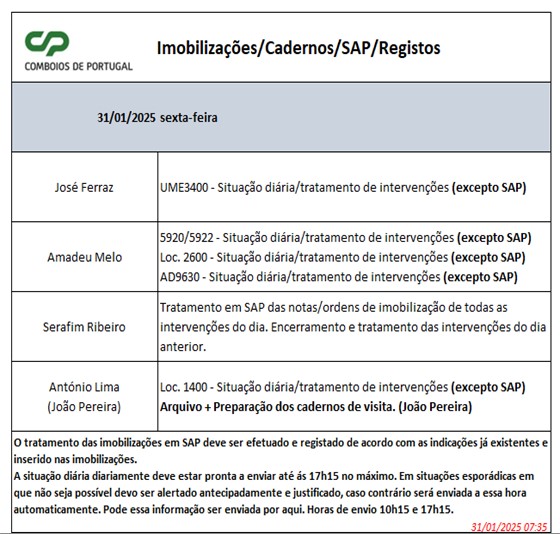 COMBOIOS DE PORTUGAL
Imobilizações/Cadernos/SAP/Registos
31/01/2025 sexta-feira
José Ferraz
UME3400 - Situação diária/tratamento de intervenções (excepto SAP)
Amadeu Melo
5920/5922 - Situação diária/tratamento de intervenções (excepto SAP)
Loc. 2600 - Situação diária/tratamento de intervenções (excepto SAP)
AD9630 - Situação diária/tratamento de intervenções (excepto SAP)
Serafim Ribeiro
Tratamento em SAP das notas/ordens de imobilização de todas as
intervenções do dia. Encerramento e tratamento das intervenções do dia
anterior.
António Lima
(João Pereira)
Loc. 1400 - Situação diária/tratamento de intervenções (excepto SAP)
Arquivo + Preparação dos cadernos de visita. (João Pereira)
O tratamento das imobilizações em SAP deve ser efetuado e registado de acordo com as indicações já existentes e
inserido nas imobilizações.
A situação diária diariamente deve estar pronta a enviar até ás 17h15 no máximo. Em situações esporádicas em
que não seja possível devo ser alertado antecipadamente e justificado, caso contrário será enviada a essa hora
automaticamente. Pode essa informação ser enviada por aqui. Horas de envio 10h15 e 17h15.
31/01/2025 07:35